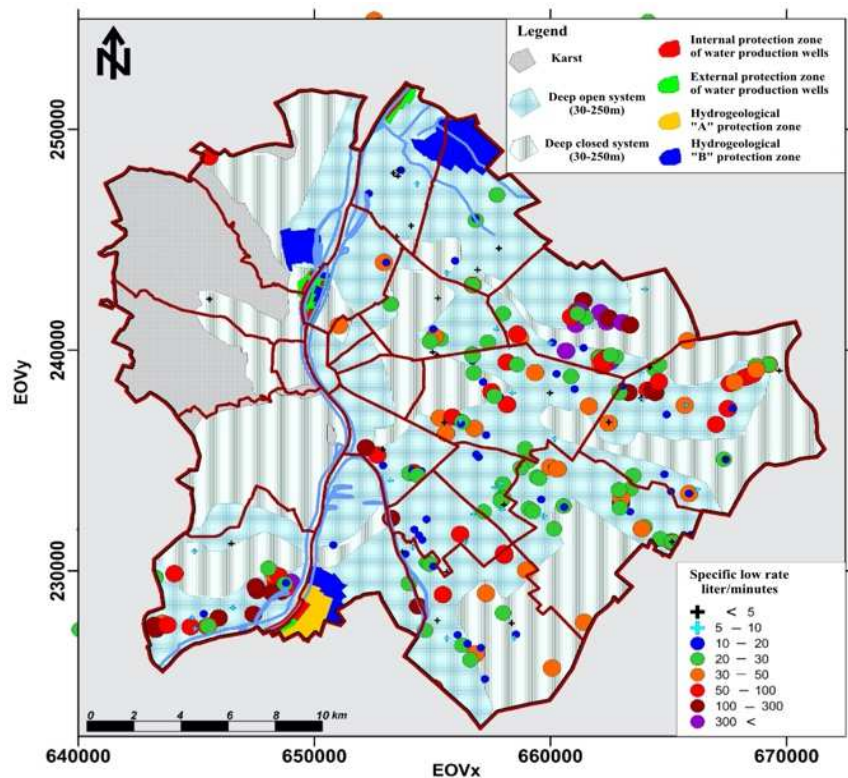 N
Legend
Karst
Deep open system
(30-250m)
Deep closed system
(30-250m)
Internal protection zone
of water production wells
External protection zone
of water production wells
Hydrogeological
"A" protection zone
Hydrogeological
"B" protection zone
250000
240000
230000
EOVy
Specific low rate
liter/minutes
< 5
5 – 10
10 – 20
20 – 30
30 – 50
50 – 100
100 – 300
300 <
0 2 4 6 8 10 km
640000 650000 660000 670000
EOVx